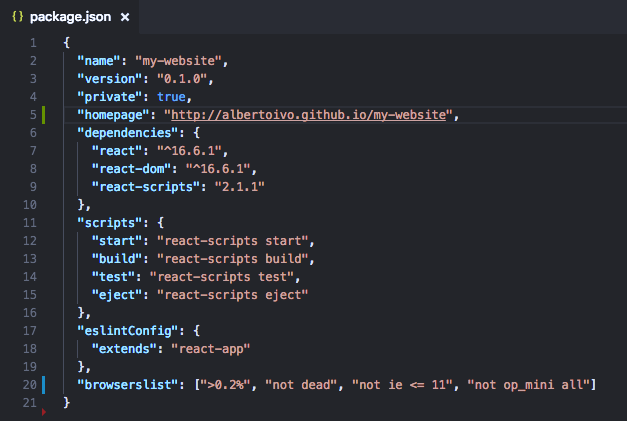 {} package.json ×
1 {
2   "name": "my-website",
3   "version": "0.1.0",
4   "private": true,
5   "homepage": "http://albertoivo.github.io/my-website",
6   "dependencies": {
7     "react": "^16.6.1",
8     "react-dom": "^16.6.1",
9     "react-scripts": "2.1.1"
10   },
11   "scripts": {
12     "start": "react-scripts start",
13     "build": "react-scripts build",
14     "test": "react-scripts test",
15     "eject": "react-scripts eject"
16   },
17   "eslintConfig": {
18     "extends": "react-app"
19   },
20   "browserslist": [">0.2%", "not dead", "not ie <= 11", "not op_mini all"]
21 }